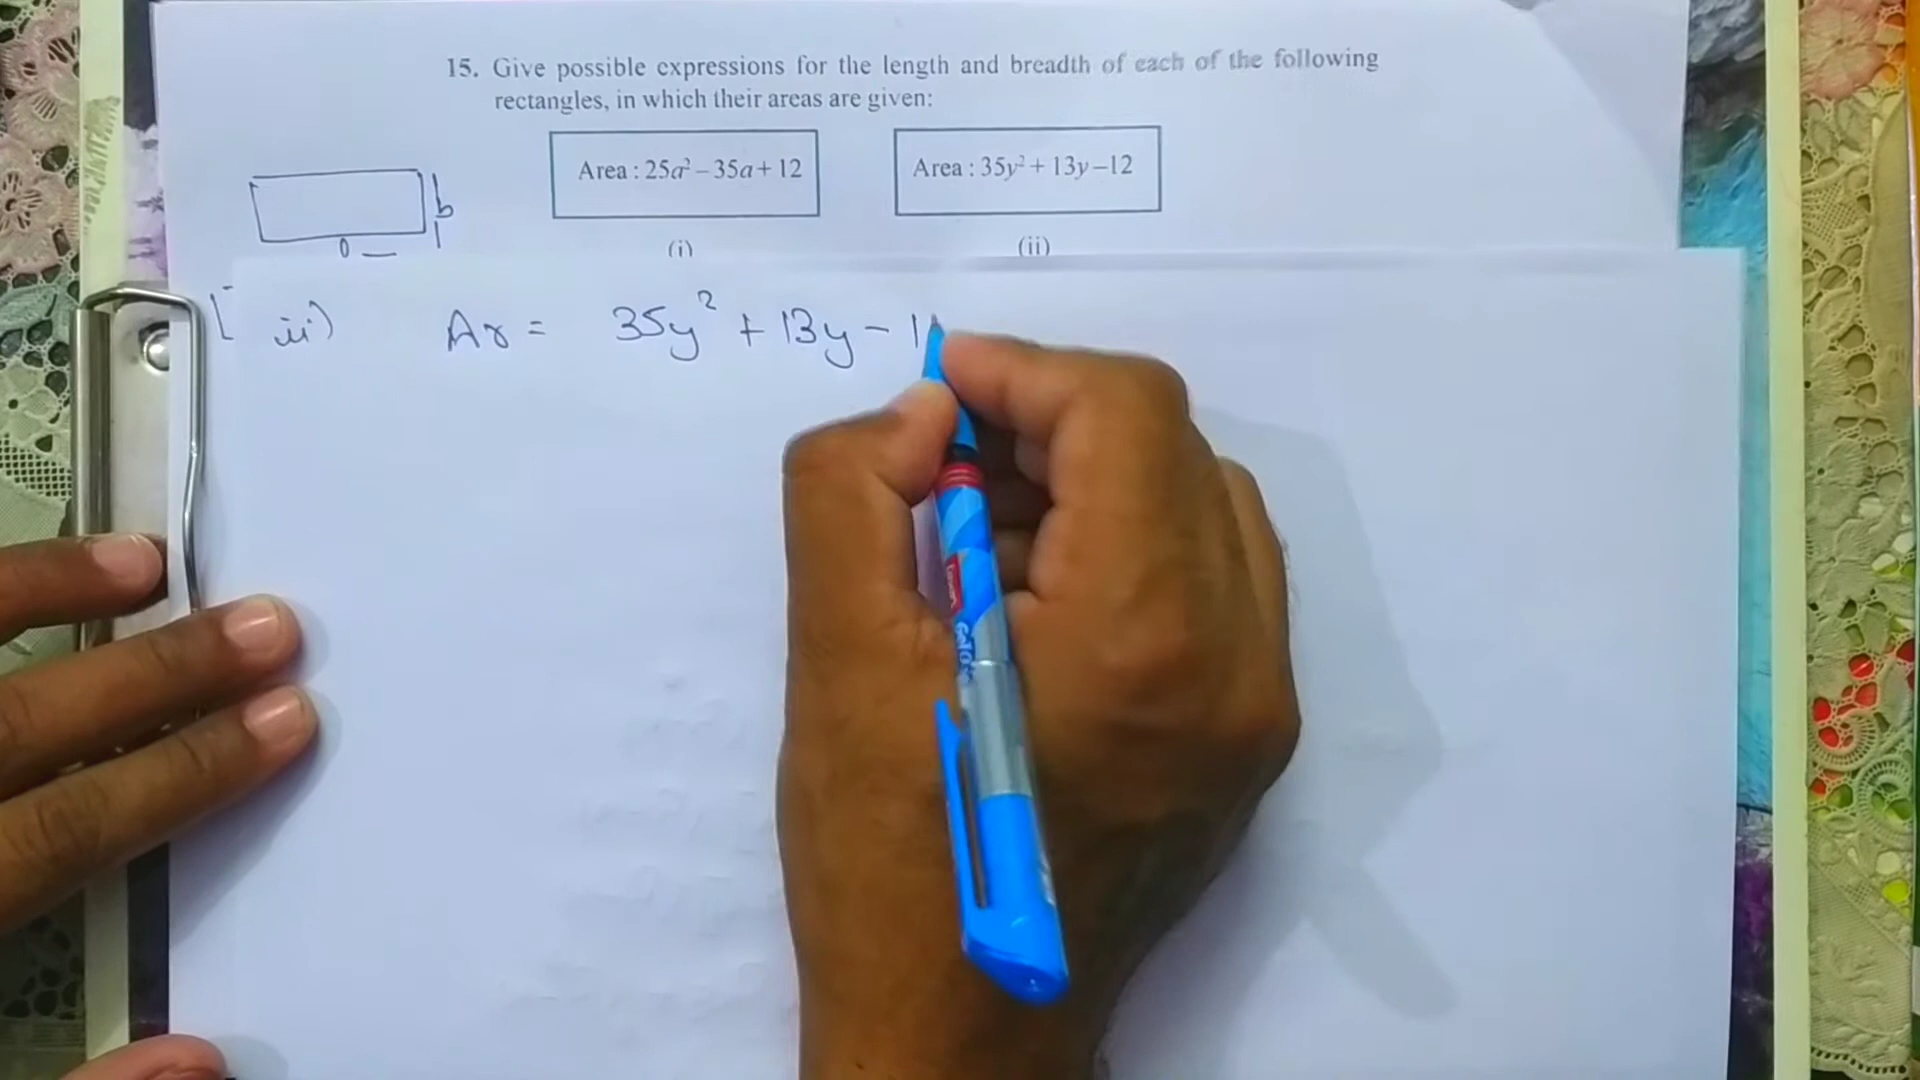 15. Give possible expressions for the length and breadth of each of the following
rectangles, in which their areas are given:
Area : 25a² – 35a + 12
Area : 35y² + 13y –12
(i)
(ii)
b
ii) Ar = 35y² + 13y - 1